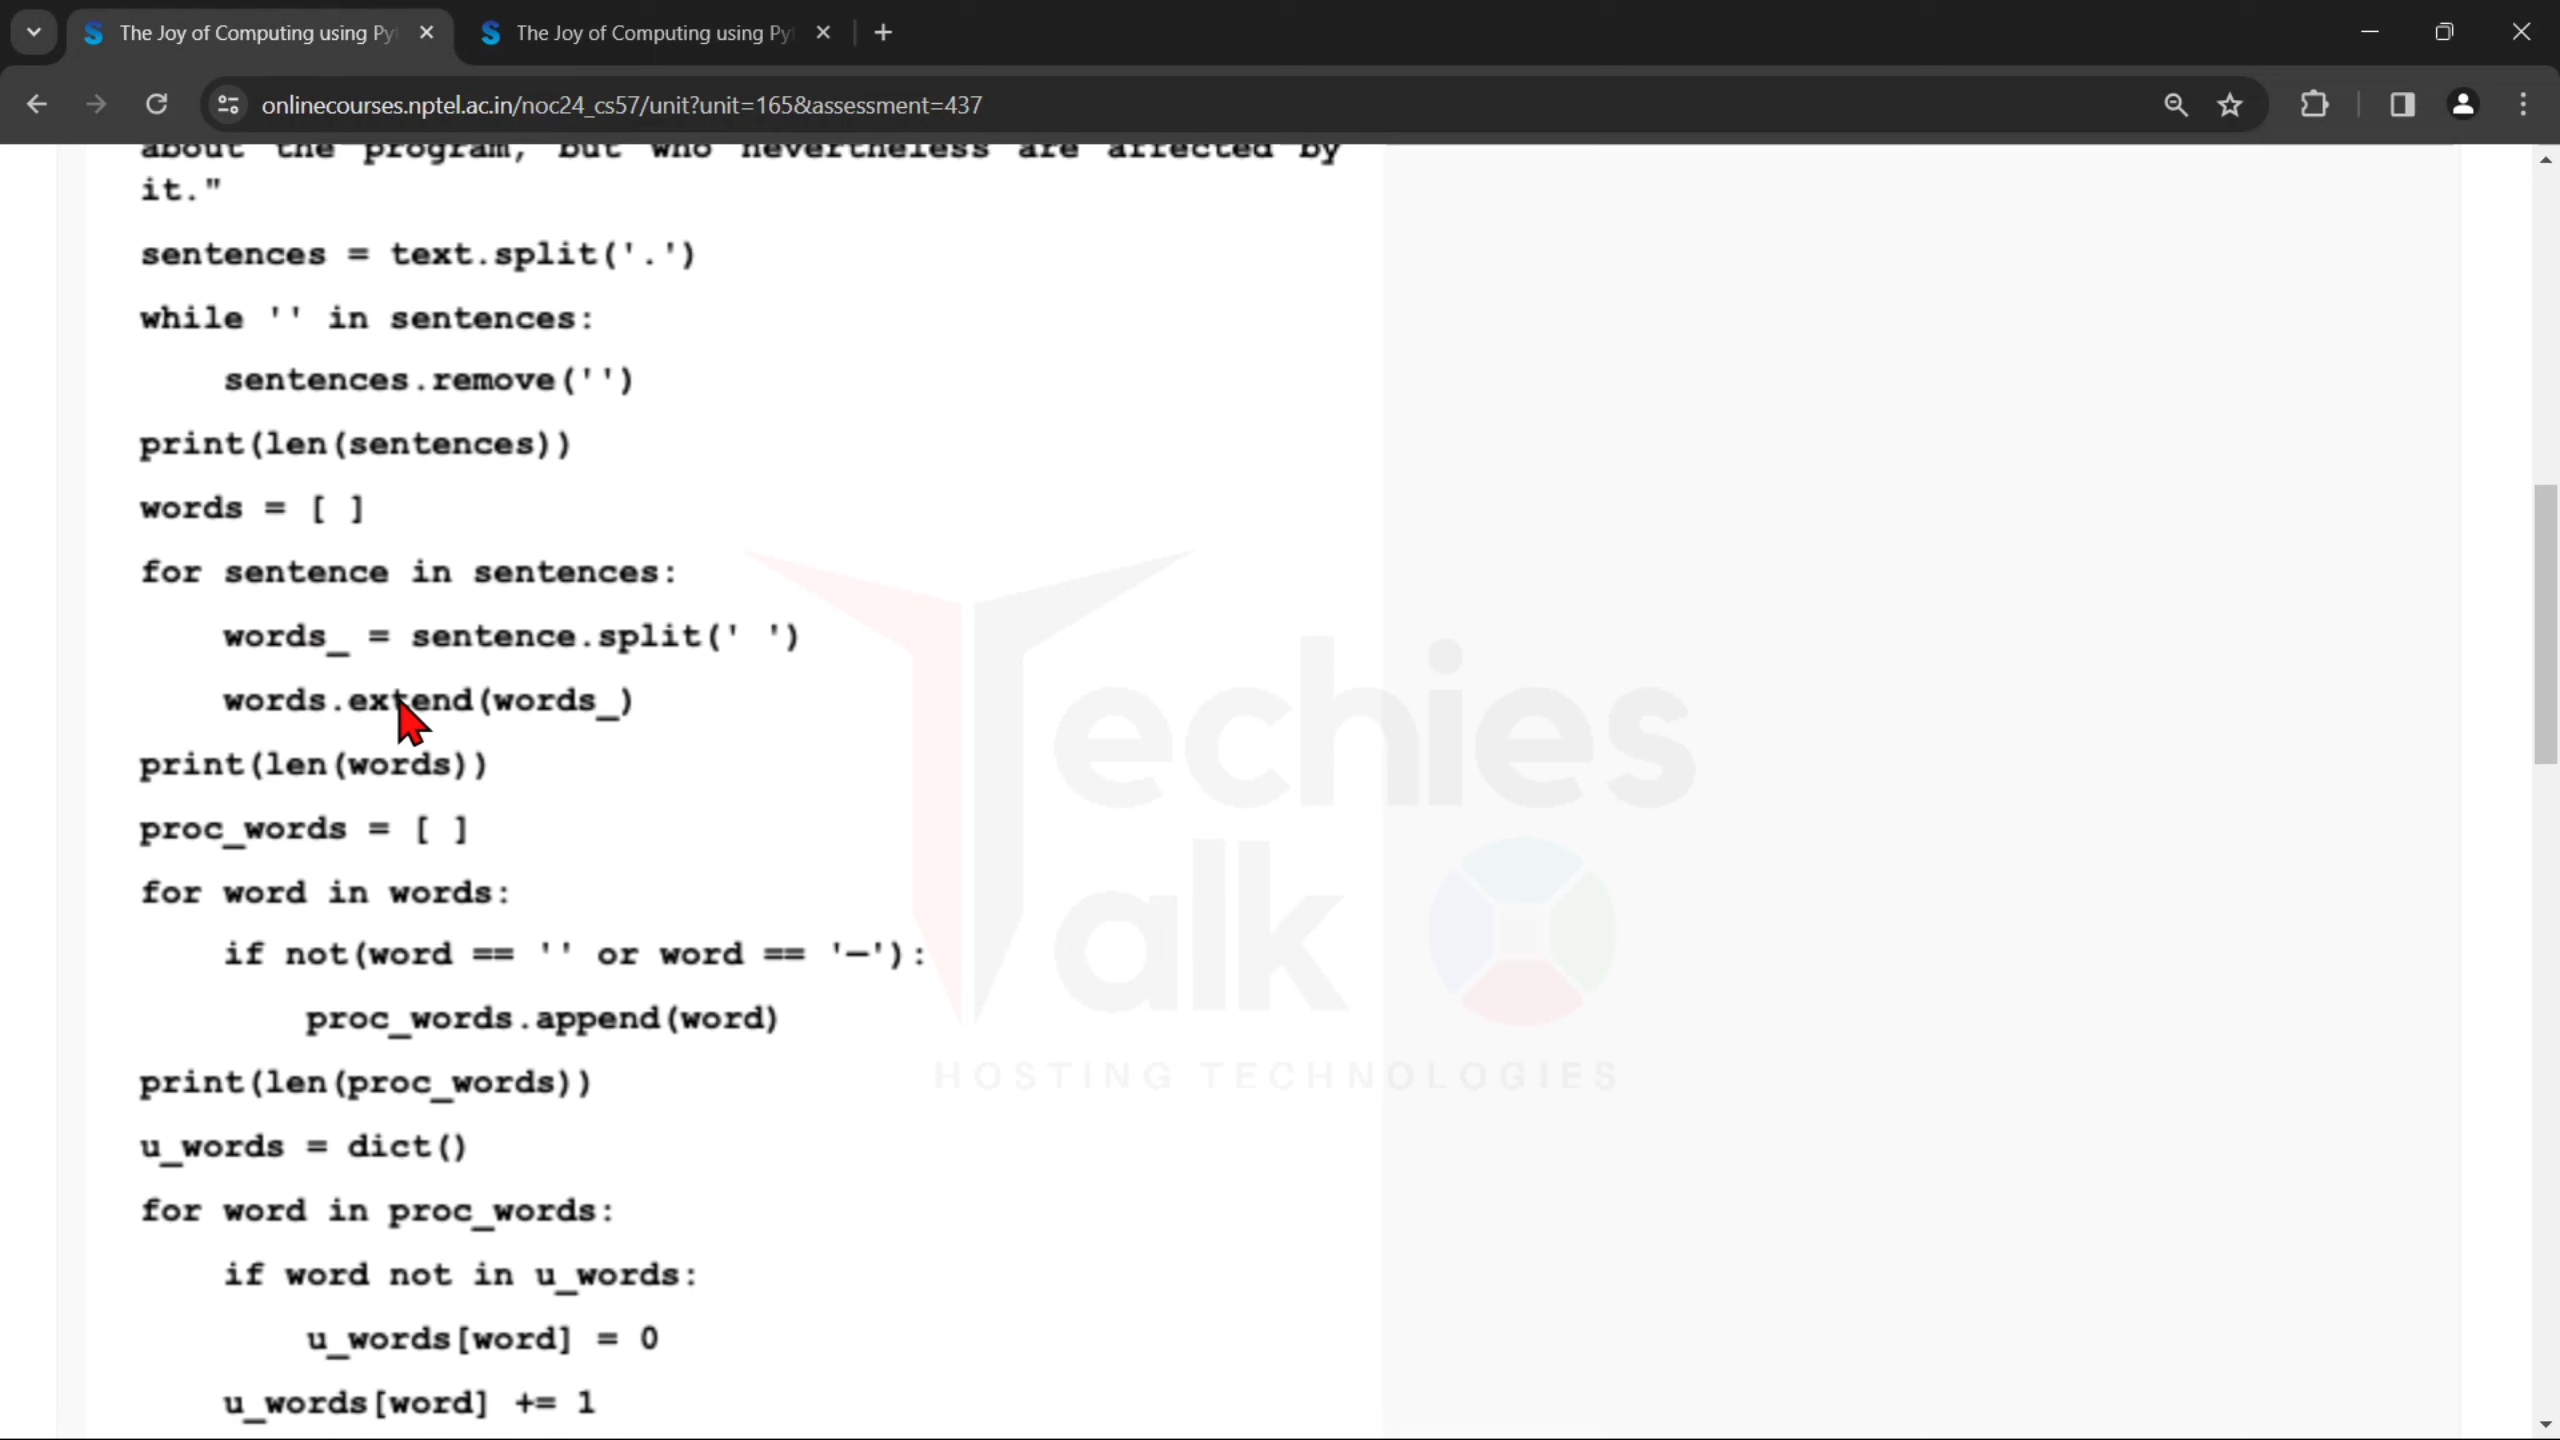 The Joy of Computing using Py
The Joy of Computing using Py
onlinecourses.nptel.ac.in/noc24_cs57/unit?unit=165&assessment=437
about the program, but who nevertheless are affected by
it."
sentences = text.split('.')
while '' in sentences:
sentences.remove('')
print(len(sentences))
words = [ ]
for sentence in sentences:
words_ = sentence.split(' ')
words.extend(words_)
print(len(words))
proc_words = [ ]
for word in words:
if not(word == '' or word == '—'):
proc_words.append(word)
print(len(proc_words))
u_words = dict()
for word in proc_words:
if word not in u_words:
u_words[word] = 0
u_words[word] += 1
Techies
Talk
HOSTING TECHNOLOGIES